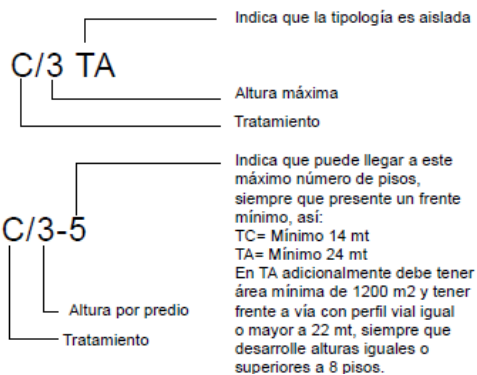 Indica que la tipología es aislada
C/3 TA
Altura máxima
Tratamiento
Indica que puede llegar a este
máximo número de pisos,
siempre que presente un frente
mínimo, así:
TC= Mínimo 14 mt
TA= Mínimo 24 mt
En TA adicionalmente debe tener
área mínima de 1200 m2 y tener
frente a vía con perfil vial igual
o mayor a 22 mt, siempre que
desarrolle alturas iguales o
superiores a 8 pisos.
C/3-5
Altura por predio
Tratamiento